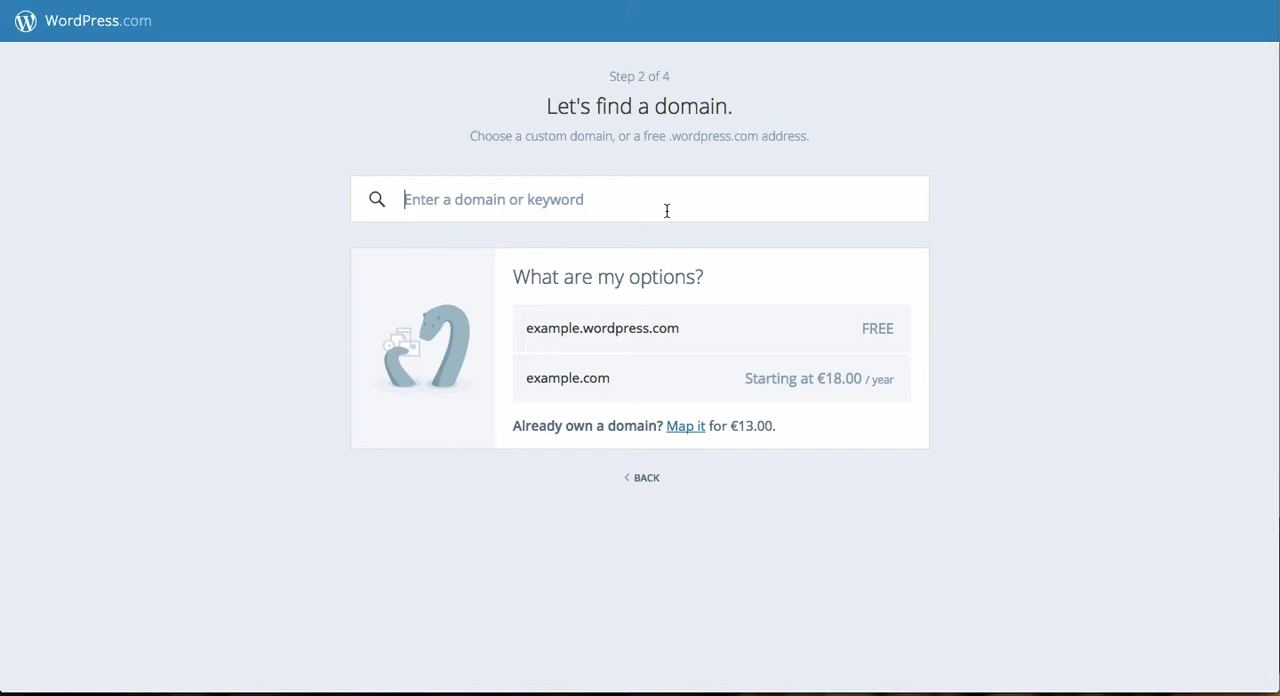 WordPress.com
Step 2 of 4
Let's find a domain.
Choose a custom domain, or a free .wordpress.com address.
Enter a domain or keyword
What are my options?
example.wordpress.com FREE
example.com Starting at €18.00 / year
Already own a domain? Map it for €13.00.
BACK